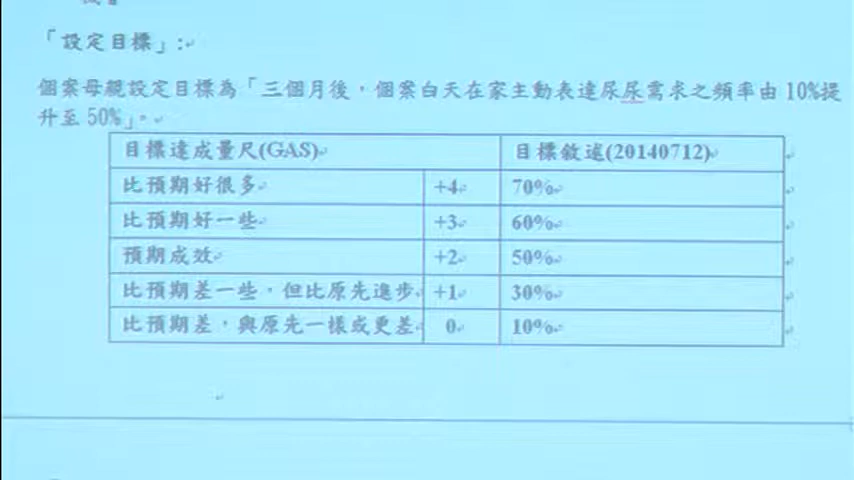 「設定目標」:
個案母親設定目標為「三個月後，個案白天在家主動表達尿尿需求之頻率由 10%提
升至 50%」。
目標達成量尺(GAS) 目標敘述(20140712)
比預期好很多 +4 70%
比預期好一些 +3 60%
預期成效 +2 50%
比預期差一些，但比原先進步 +1 30%
比預期差，與原先一樣或更差 0 10%